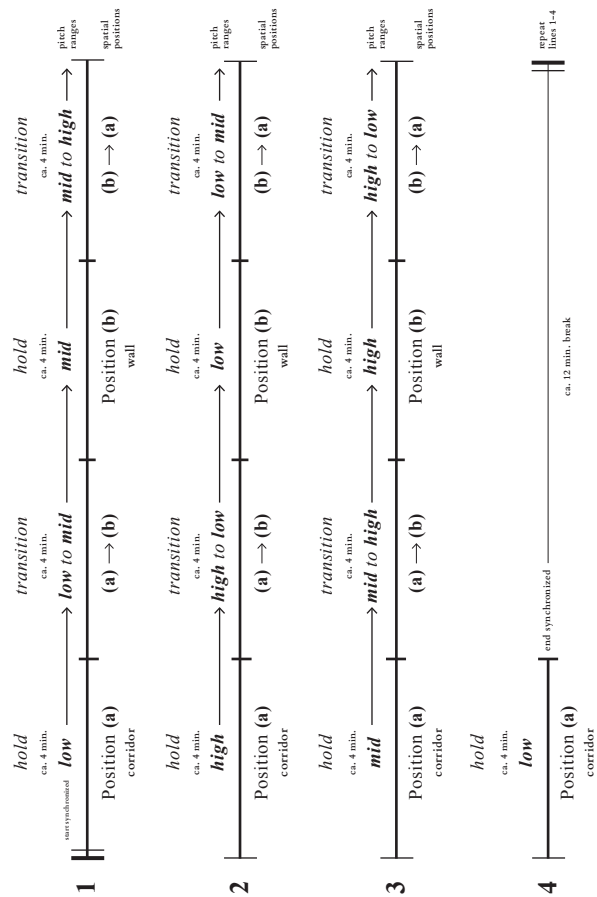 1
hold transition hold transition
ca. 4 min. ca. 4 min. ca. 4 min. ca. 4 min. pitch ranges
start synchronized low low to mid mid mid to high
Position (a) (a) → (b) Position (b) (b) → (a) spatial positions
corridor wall
2
hold transition hold transition
ca. 4 min. ca. 4 min. ca. 4 min. ca. 4 min. pitch ranges
high high to low low low to mid
Position (a) (a) → (b) Position (b) (b) → (a) spatial positions
corridor wall
3
hold transition hold transition
ca. 4 min. ca. 4 min. ca. 4 min. ca. 4 min. pitch ranges
mid mid to high high high to low
Position (a) (a) → (b) Position (b) (b) → (a) spatial positions
corridor wall
4
hold
ca. 4 min.
low
end synchronized repeat lines 1–4
Position (a) ca. 12 min. break
corridor